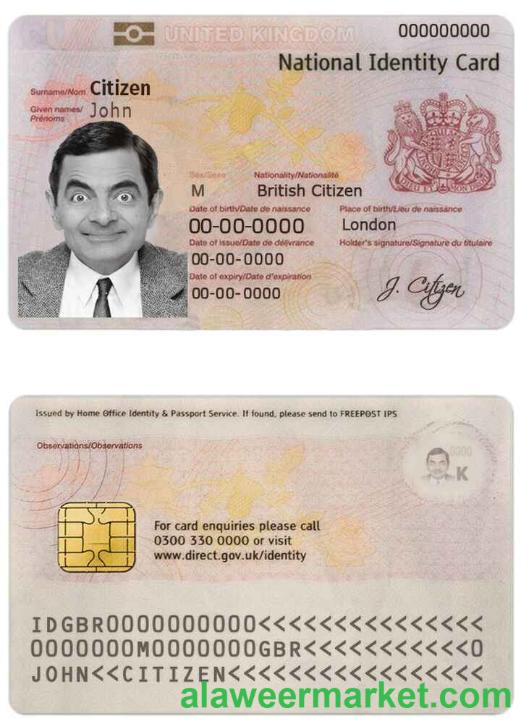 UNITED KINGDOM
000000000
National Identity Card
Surname/Nom Citizen
Given names/ Prénoms John
Sex/Sexe Nationality/Nationalité
M British Citizen
Date of birth/Date de naissance Place of birth/Lieu de naissance
00-00-0000 London
Date of issue/Date de délivrance Holder's signature/Signature du titulaire
00-00-0000
Date of expiry/Date d'expiration
00-00-0000
J. Citizen
Issued by Home Office Identity & Passport Service. If found, please send to FREEPOST IPS
Observations/Observations
0000
K
For card enquiries please call
0300 330 0000 or visit
www.direct.gov.uk/identity
IDGBR0000000000<<<<<<<<<<<<<<<
0000000M0000000GBR<<<<<<<<<<<0
JOHN<<CITIZEN<<<<<<<<<<<<<<<<<
alaweermarket.com